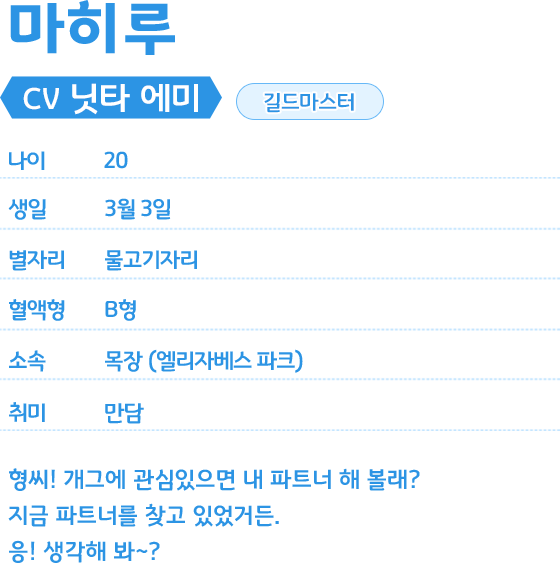 마히루
CV 닛타 에미 길드마스터
나이 20
생일 3월 3일
별자리 물고기자리
혈액형 B형
소속 목장 (엘리자베스 파크)
취미 만담
형씨! 개그에 관심있으면 내 파트너 해 볼래?
지금 파트너를 찾고 있었거든.
응! 생각해 봐~?